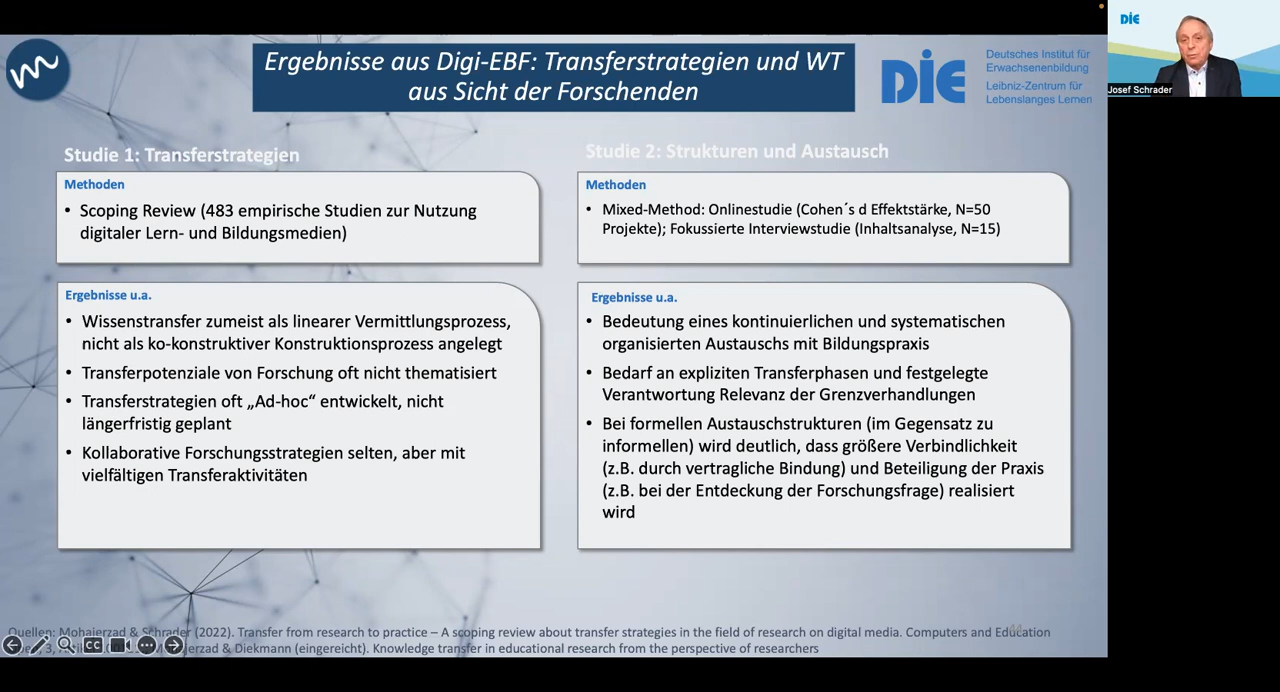 Ergebnisse aus Digi-EBF: Transferstrategien und WT
aus Sicht der Forschenden
DIE
Deutsches Institut für
Erwachsenenbildung
Leibniz-Zentrum für
Lebenslanges Lernen
DIE
Josef Schrader
Studie 1: Transferstrategien
Methoden
• Scoping Review (483 empirische Studien zur Nutzung
digitaler Lern- und Bildungsmedien)
Ergebnisse u.a.
• Wissenstransfer zumeist als linearer Vermittlungsprozess,
nicht als ko-konstruktiver Konstruktionsprozess angelegt
• Transferpotenziale von Forschung oft nicht thematisiert
• Transferstrategien oft „Ad-hoc“ entwickelt, nicht
längerfristig geplant
• Kollaborative Forschungsstrategien selten, aber mit
vielfältigen Transferaktivitäten
Studie 2: Strukturen und Austausch
Methoden
• Mixed-Method: Onlinestudie (Cohen´s d Effektstärke, N=50
Projekte); Fokussierte Interviewstudie (Inhaltsanalyse, N=15)
Ergebnisse u.a.
• Bedeutung eines kontinuierlichen und systematischen
organisierten Austauschs mit Bildungspraxis
• Bedarf an expliziten Transferphasen und festgelegte
Verantwortung Relevanz der Grenzverhandlungen
• Bei formellen Austauschstrukturen (im Gegensatz zu
informellen) wird deutlich, dass größere Verbindlichkeit
(z.B. durch vertragliche Bindung) und Beteiligung der Praxis
(z.B. bei der Entdeckung der Forschungsfrage) realisiert
wird
Quellen: Mohajerzad & Schrader (2022). Transfer from research to practice – A scoping review about transfer strategies in the field of research on digital media. Computers and Education
3, & Diekmann (eingereicht). Knowledge transfer in educational research from the perspective of researchers
CC